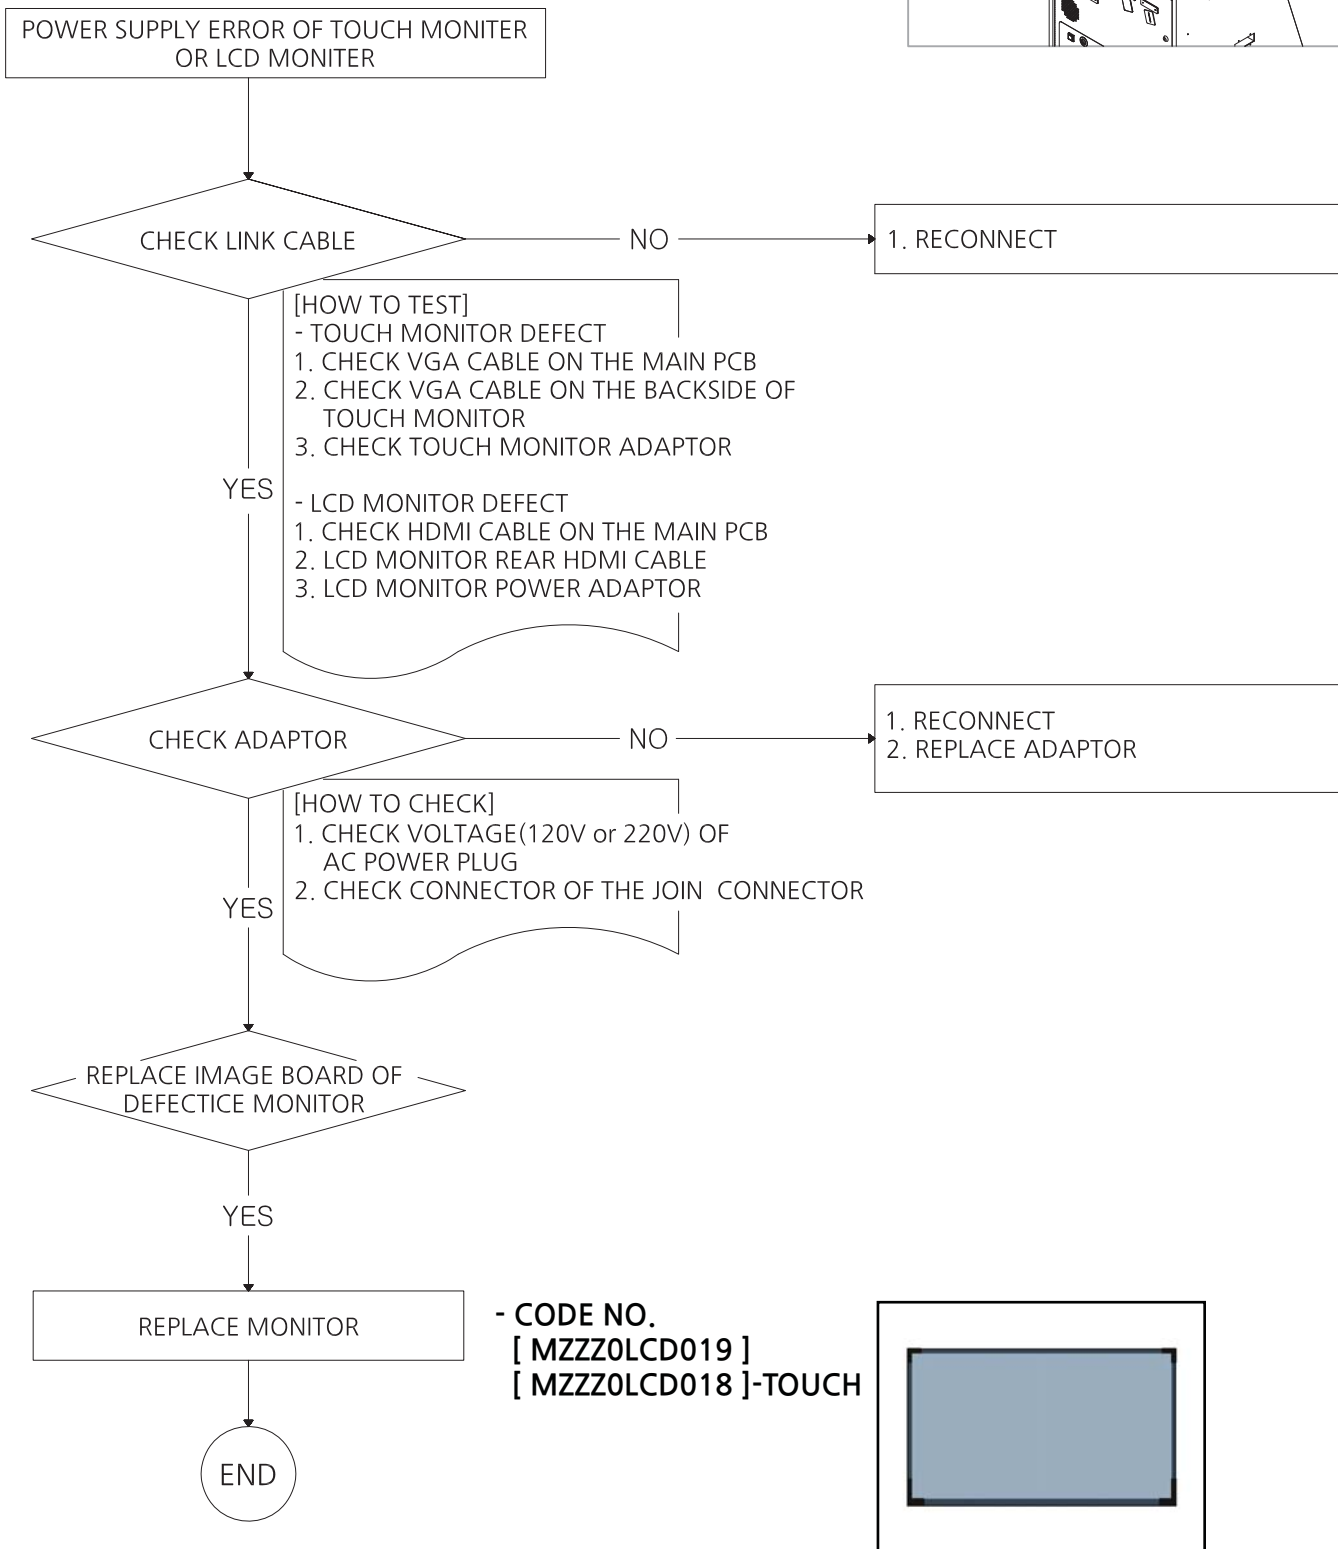 POWER SUPPLY ERROR OF TOUCH MONITER
OR LCD MONITER
CHECK LINK CABLE
NO
1. RECONNECT
[HOW TO TEST]
- TOUCH MONITOR DEFECT
1. CHECK VGA CABLE ON THE MAIN PCB
2. CHECK VGA CABLE ON THE BACKSIDE OF
TOUCH MONITOR
3. CHECK TOUCH MONITOR ADAPTOR
YES
- LCD MONITOR DEFECT
1. CHECK HDMI CABLE ON THE MAIN PCB
2. LCD MONITOR REAR HDMI CABLE
3. LCD MONITOR POWER ADAPTOR
CHECK ADAPTOR
NO
1. RECONNECT
2. REPLACE ADAPTOR
[HOW TO CHECK]
1. CHECK VOLTAGE(120V or 220V) OF
AC POWER PLUG
2. CHECK CONNECTOR OF THE JOIN  CONNECTOR
YES
REPLACE IMAGE BOARD OF
DEFECTICE MONITOR
YES
REPLACE MONITOR
- CODE NO.
[ MZZZ0LCD019 ]
[ MZZZ0LCD018 ]-TOUCH
END